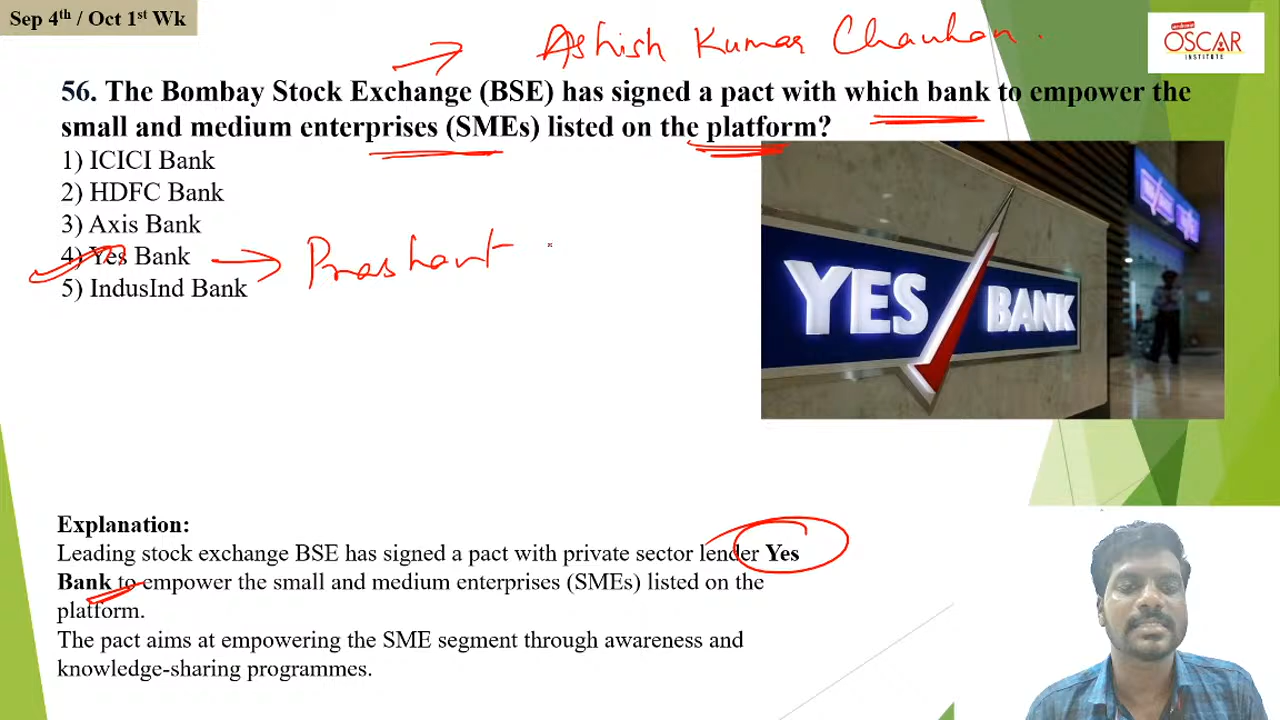 Sep 4th / Oct 1st Wk
Ashish Kumar Chauhan.
OSCAR
INSTITUTE
56. The Bombay Stock Exchange (BSE) has signed a pact with which bank to empower the
small and medium enterprises (SMEs) listed on the platform?
1) ICICI Bank
2) HDFC Bank
3) Axis Bank
4) Yes Bank
Prashant
5) IndusInd Bank
YES BANK
Explanation:
Leading stock exchange BSE has signed a pact with private sector lender Yes
Bank to empower the small and medium enterprises (SMEs) listed on the
platform.
The pact aims at empowering the SME segment through awareness and
knowledge-sharing programmes.